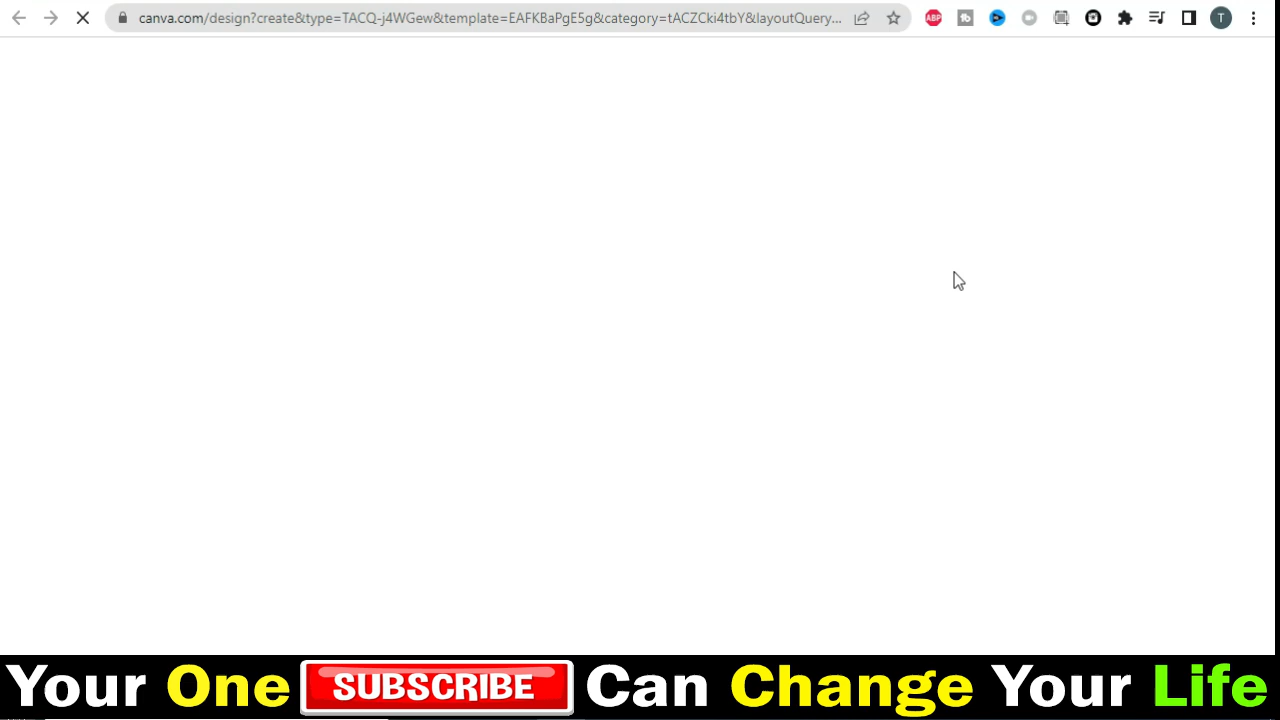 canva.com/design?create&type=TACQ-j4WGew&template=EAFKBaPgE5g&category=tACZCki4tbY&layoutQuery...
ABP
T
Your One SUBSCRIBE Can Change Your Life